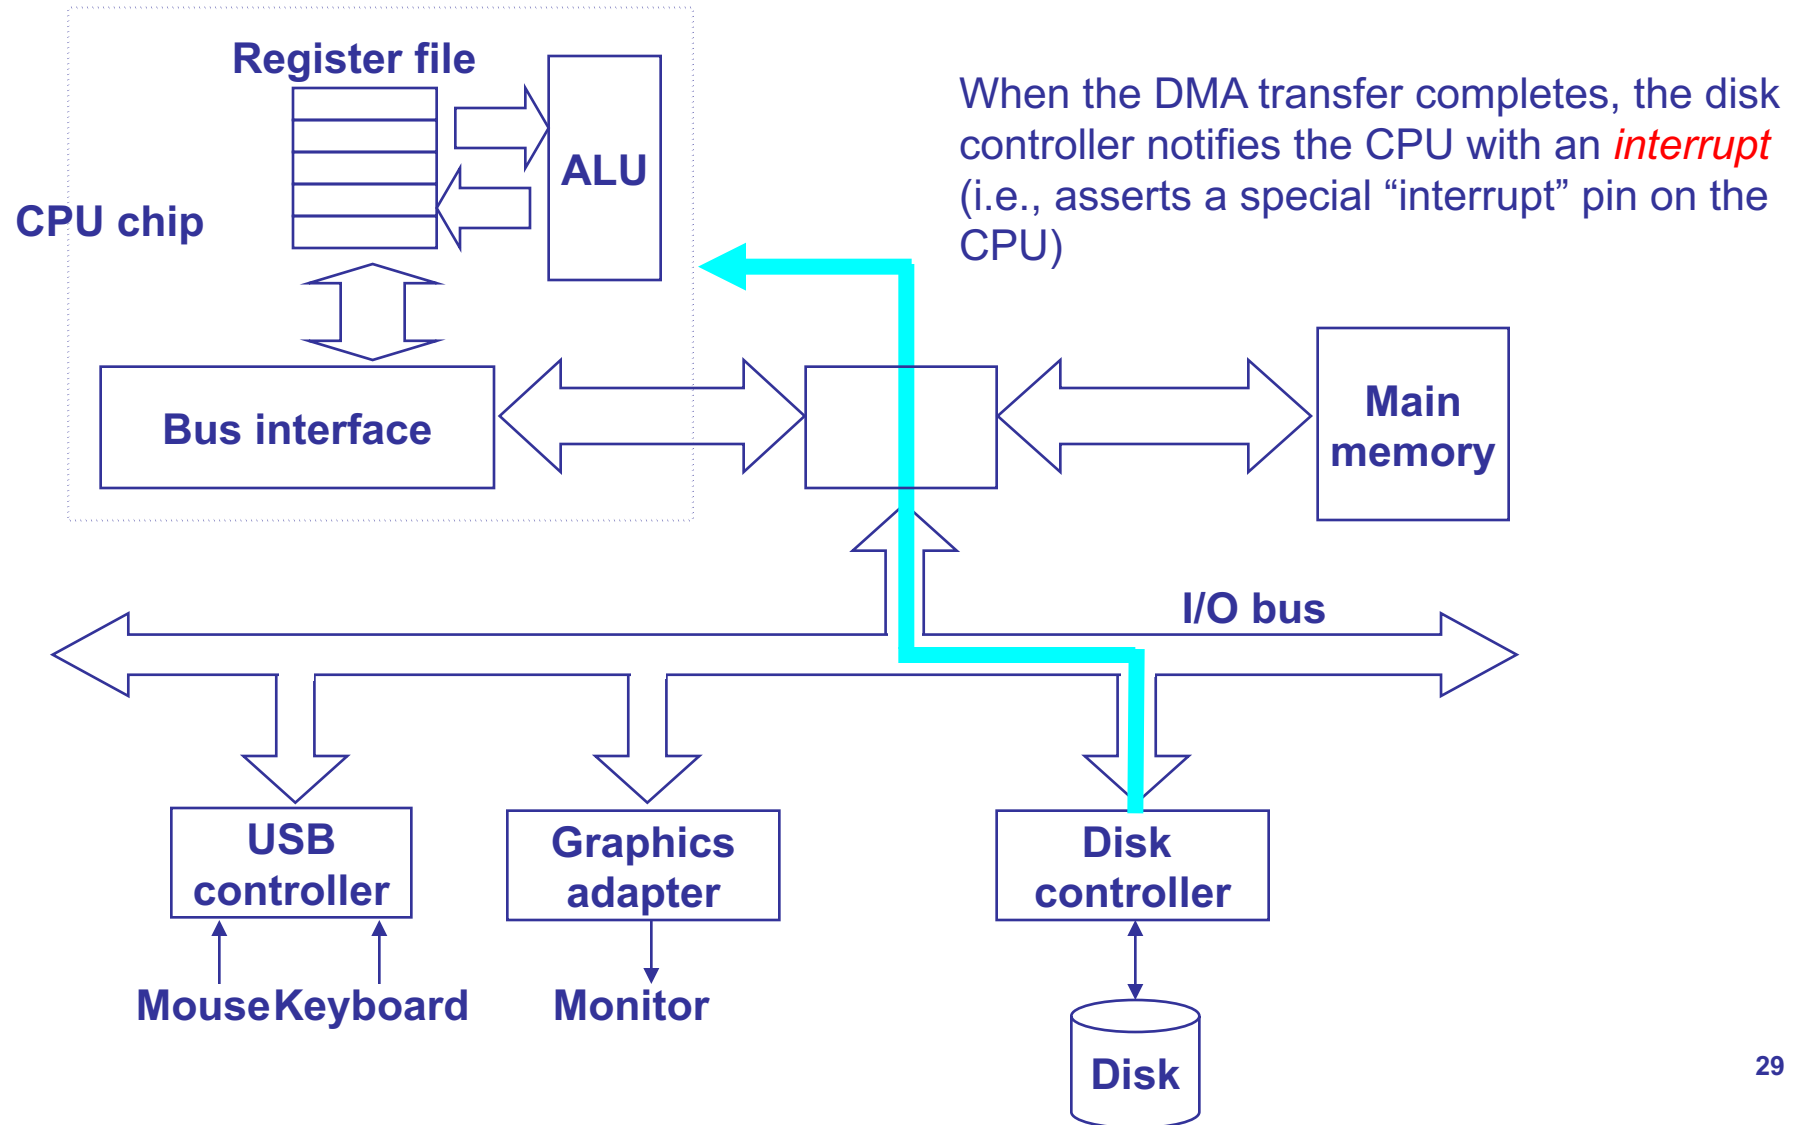 Register file
ALU
CPU chip
When the DMA transfer completes, the disk
controller notifies the CPU with an interrupt
(i.e., asserts a special “interrupt” pin on the
CPU)
Bus interface
Main
memory
I/O bus
USB
controller
Graphics
adapter
Disk
controller
Mouse Keyboard
Monitor
Disk
29